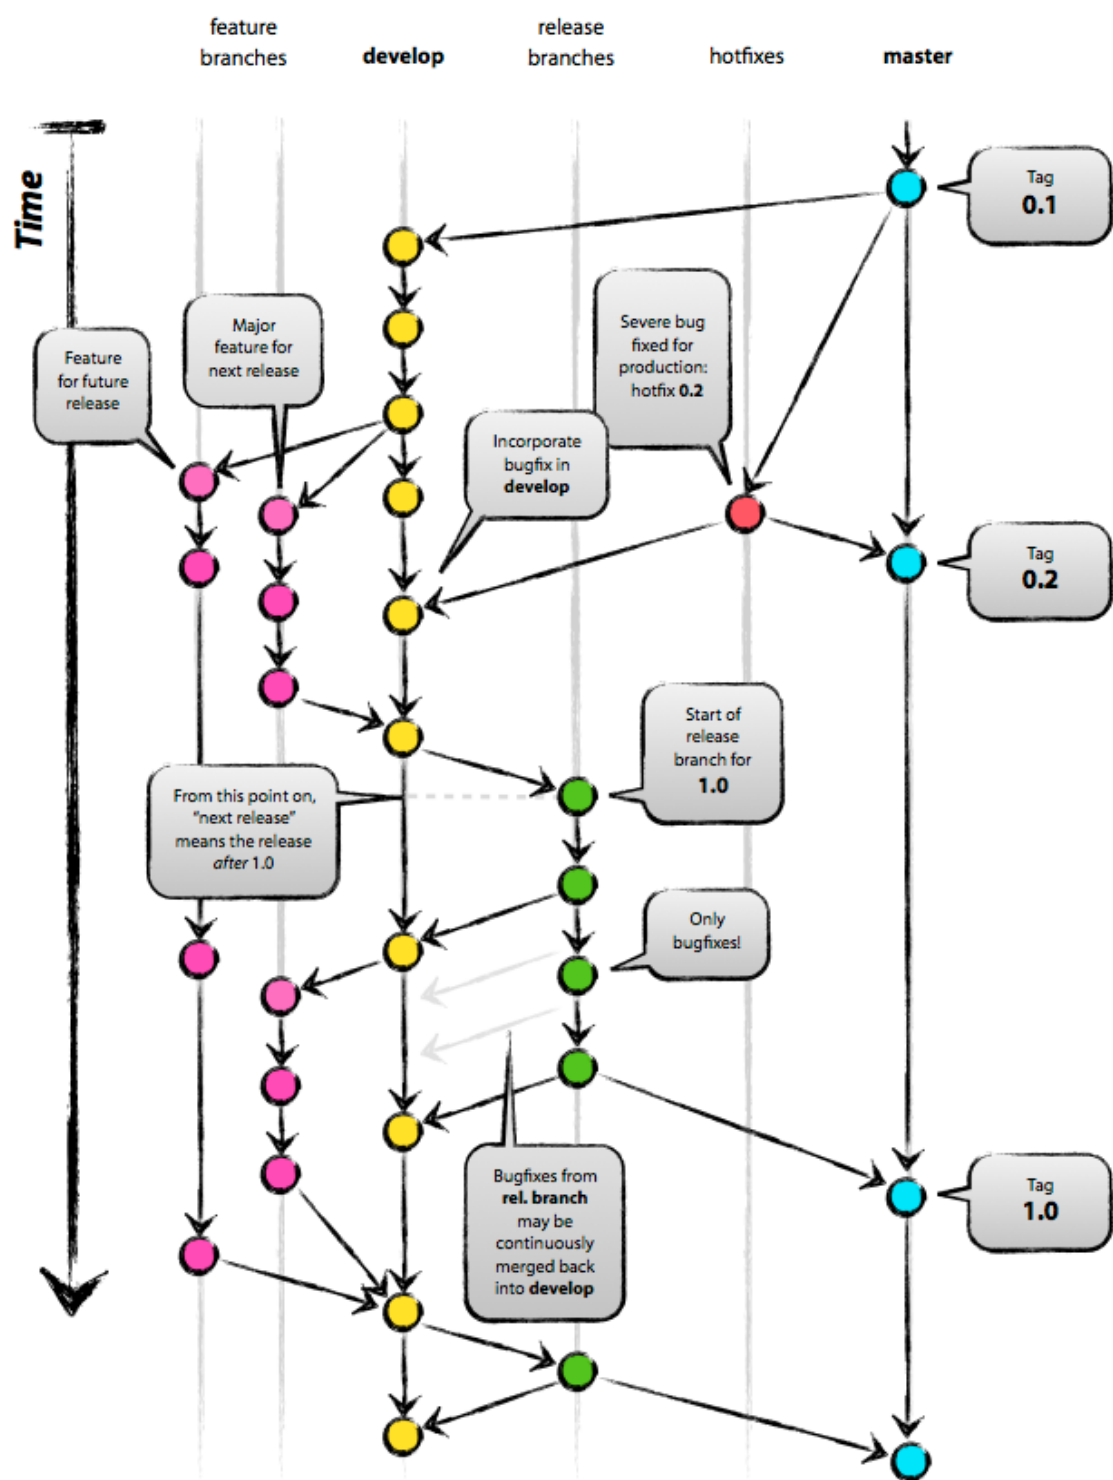 feature
branches
develop
release
branches
hotfixes
master
Time
Tag
0.1
Major
feature for
next release
Severe bug
fixed for
production:
hotfix 0.2
Feature
for future
release
Incorporate
bugfix in
develop
Tag
0.2
Start of
release
branch for
1.0
From this point on,
“next release”
means the release
after 1.0
Only
bugfixes!
Bugfixes from
rel. branch
may be
continuously
merged back
into develop
Tag
1.0